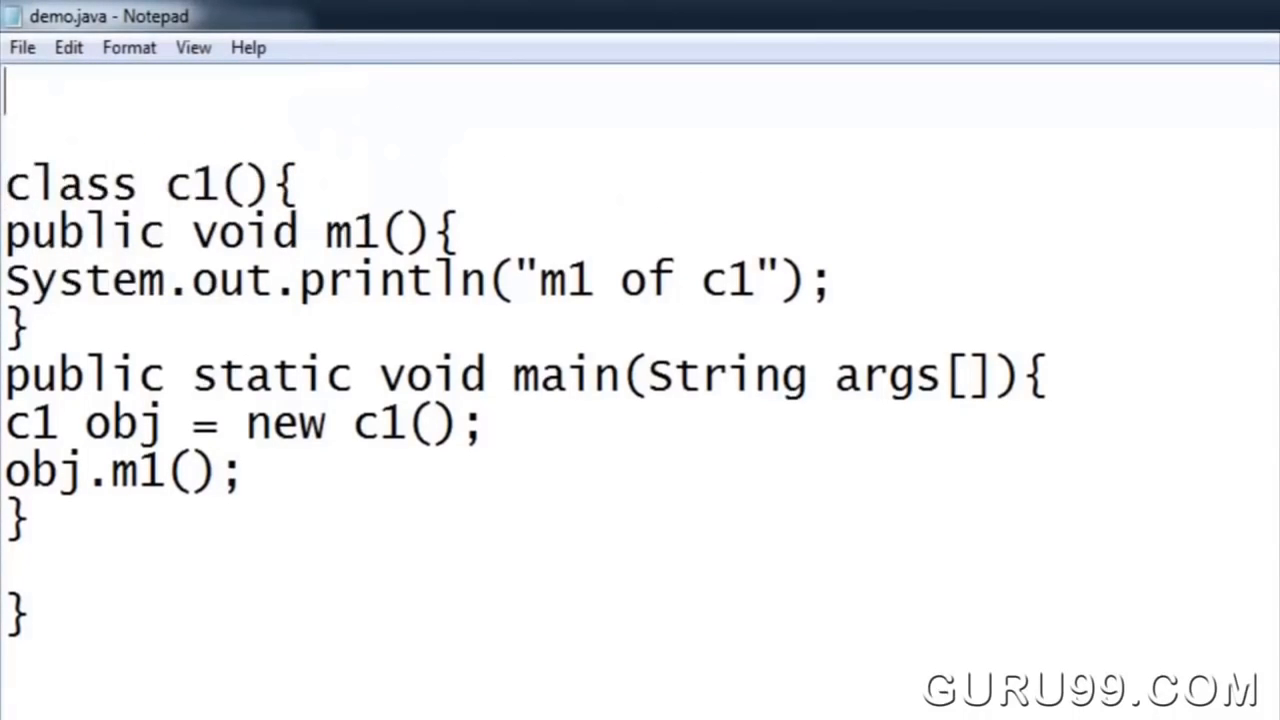 demo.java - Notepad
File Edit Format View Help
class c1(){
public void m1(){
System.out.println("m1 of c1");
}
public static void main(String args[]){
c1 obj = new c1();
obj.m1();
}
}
GURU99.COM